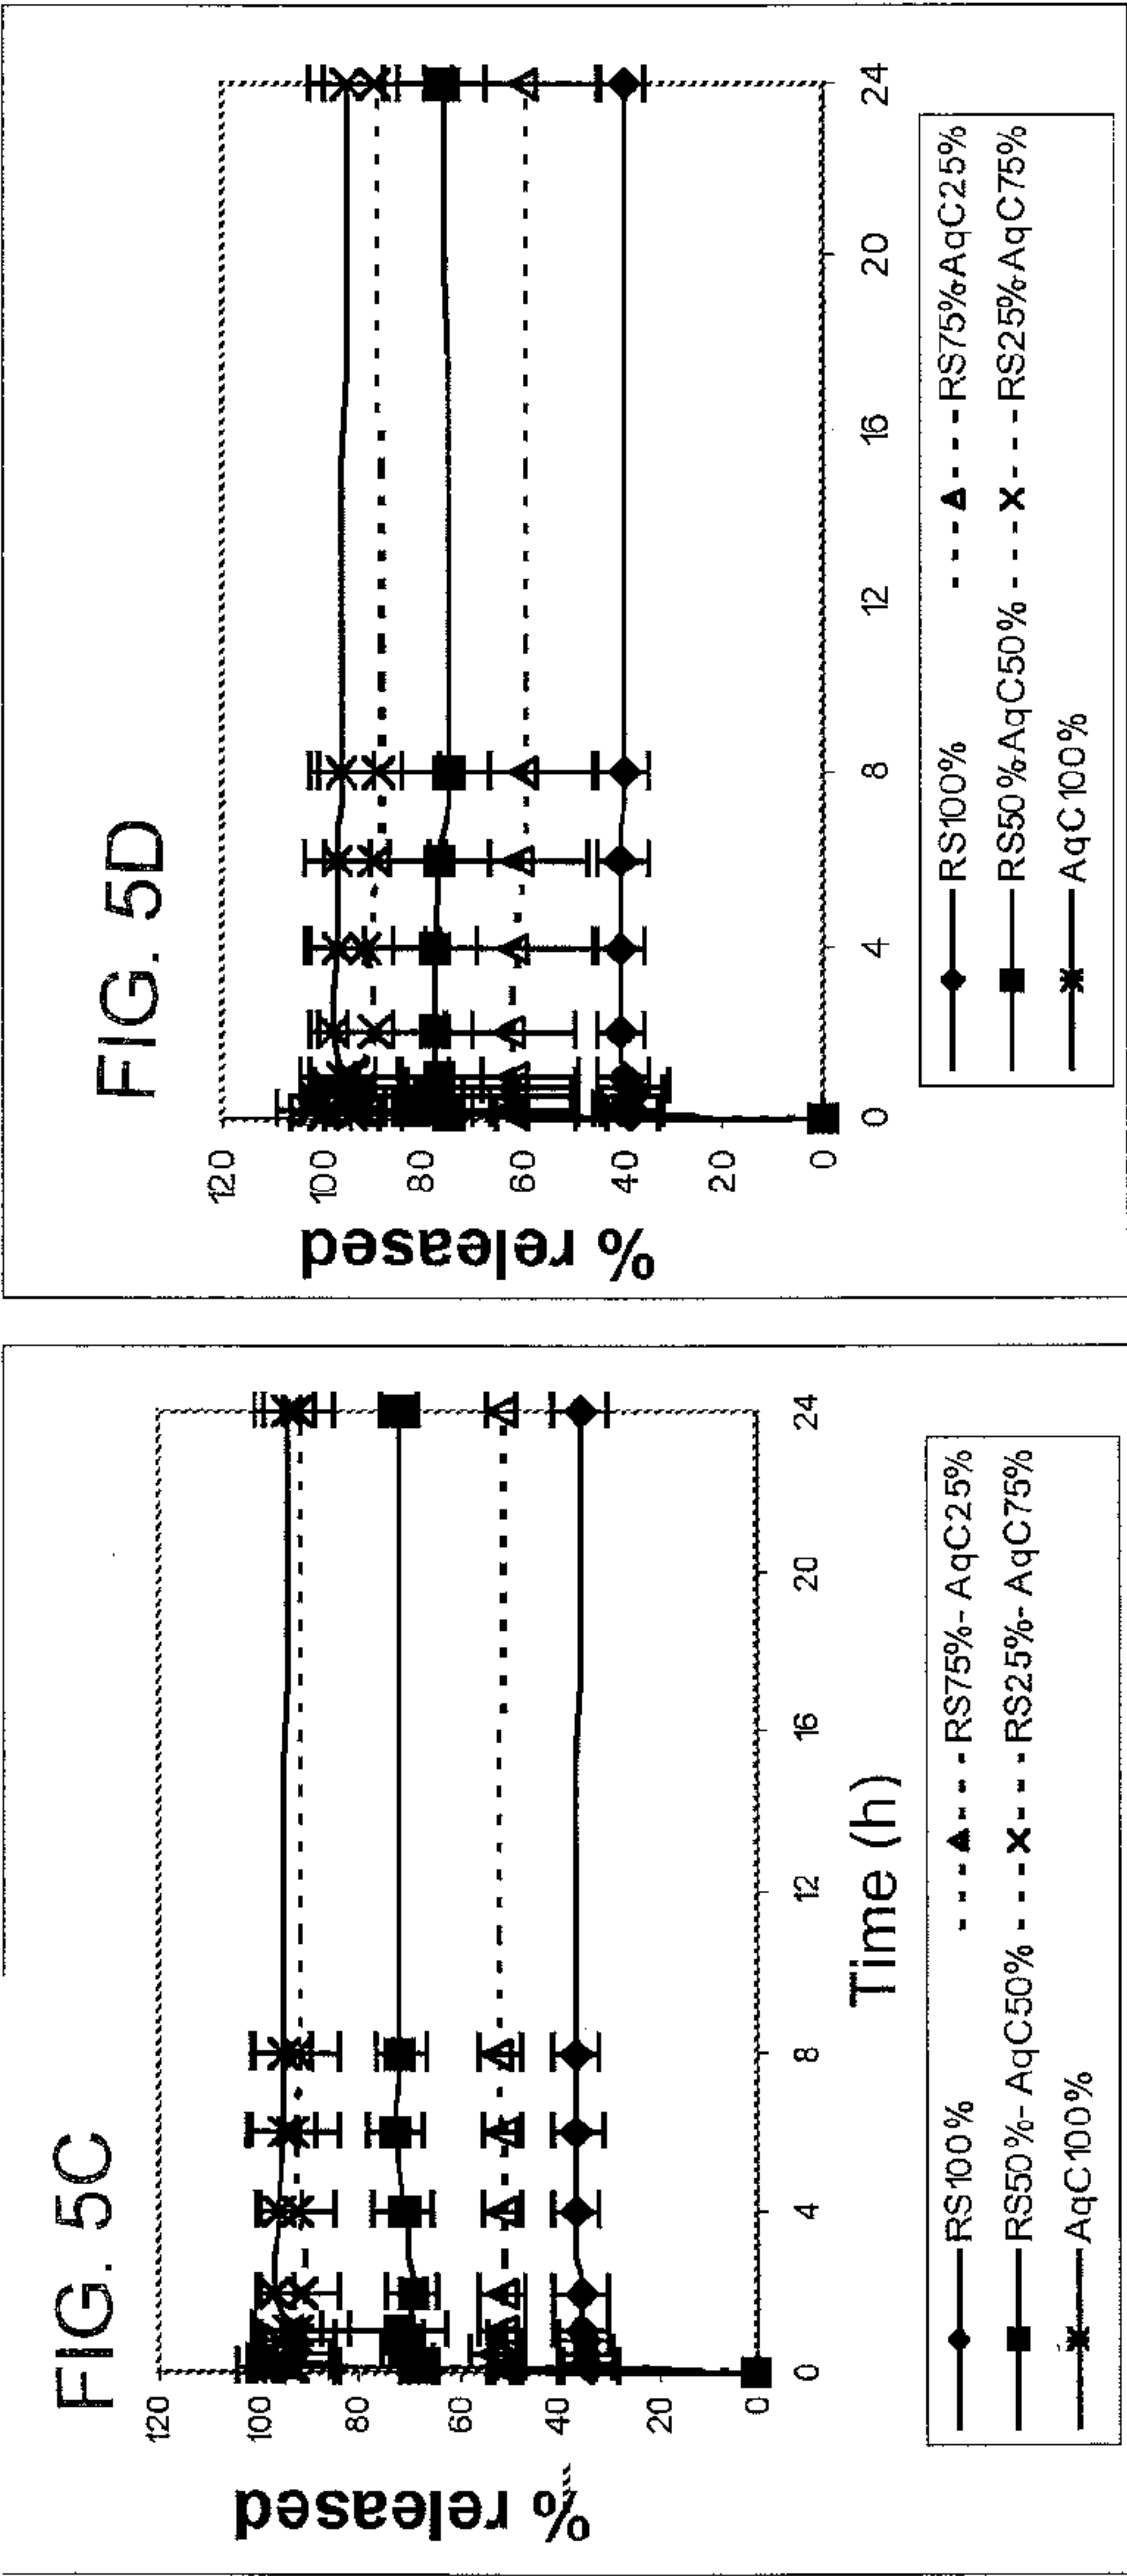 FIG. 5C
% released
120
100
80
60
40
20
0
0 4 8 12 16 20 24
Time (h)
RS100% RS75%- AqC25%
RS50%- AqC50% RS25%- AqC75%
AqC100%
FIG. 5D
% released
120
100
80
60
40
20
0
0 4 8 12 16 20 24
RS100% RS75%AqC25%
RS50%AqC50% RS25%AqC75%
AqC100%